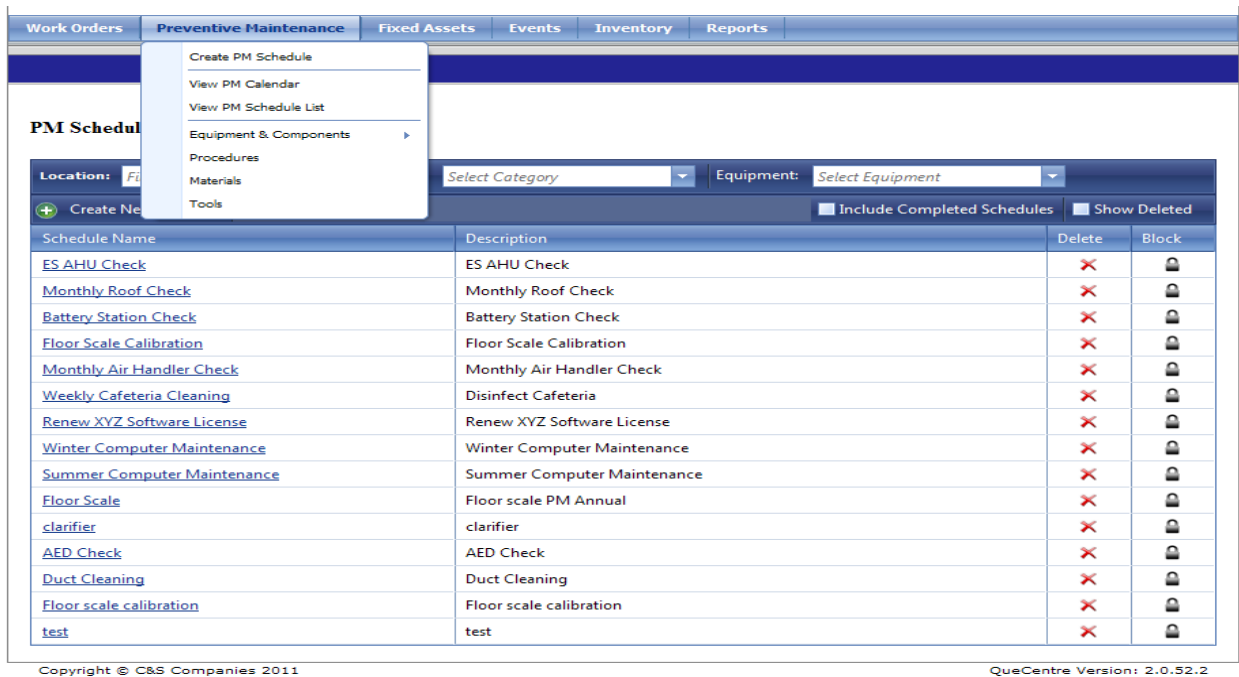 Work Orders Preventive Maintenance Fixed Assets Events Inventory Reports
Create PM Schedule
View PM Calendar
View PM Schedule List
Equipment & Components
Procedures
Materials
Tools
PM Schedul
Location: Fi Select Category Equipment: Select Equipment
Create Ne Include Completed Schedules Show Deleted
Schedule Name Description Delete Block
ES AHU Check ES AHU Check
Monthly Roof Check Monthly Roof Check
Battery Station Check Battery Station Check
Floor Scale Calibration Floor Scale Calibration
Monthly Air Handler Check Monthly Air Handler Check
Weekly Cafeteria Cleaning Disinfect Cafeteria
Renew XYZ Software License Renew XYZ Software License
Winter Computer Maintenance Winter Computer Maintenance
Summer Computer Maintenance Summer Computer Maintenance
Floor Scale Floor scale PM Annual
clarifier clarifier
AED Check AED Check
Duct Cleaning Duct Cleaning
Floor scale calibration Floor scale calibration
test test
Copyright © C&S Companies 2011 QueCentre Version: 2.0.52.2